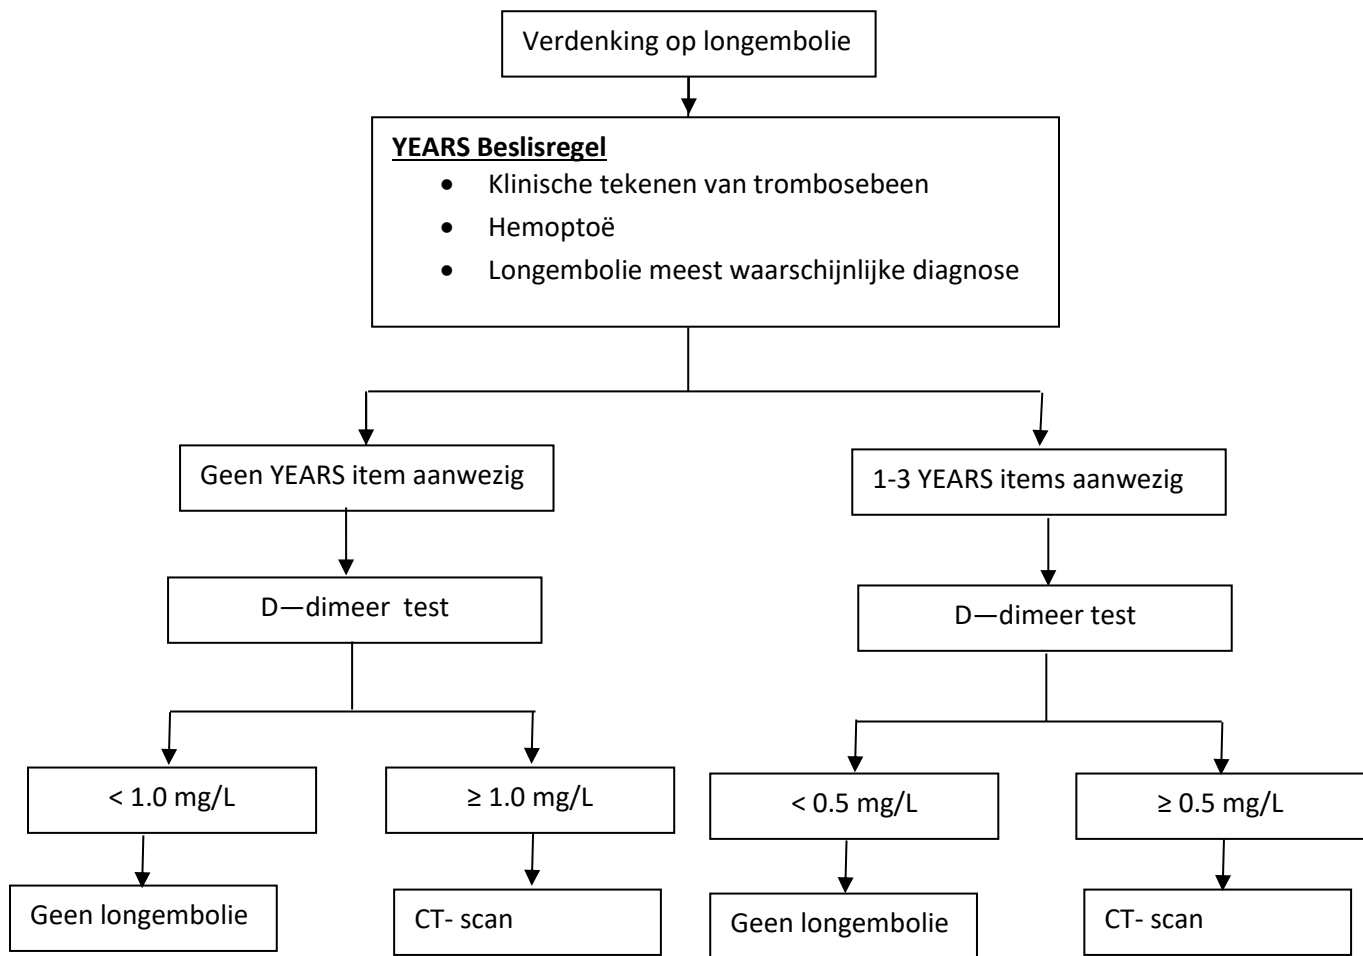 Verdenking op longembolie
YEARS Beslisregel
• Klinische tekenen van trombosebeen
• Hemoptoë
• Longembolie meest waarschijnlijke diagnose
Geen YEARS item aanwezig
1-3 YEARS items aanwezig
D—dimeer  test
D—dimeer test
< 1.0 mg/L
≥ 1.0 mg/L
< 0.5 mg/L
≥ 0.5 mg/L
Geen longembolie
CT- scan
Geen longembolie
CT- scan